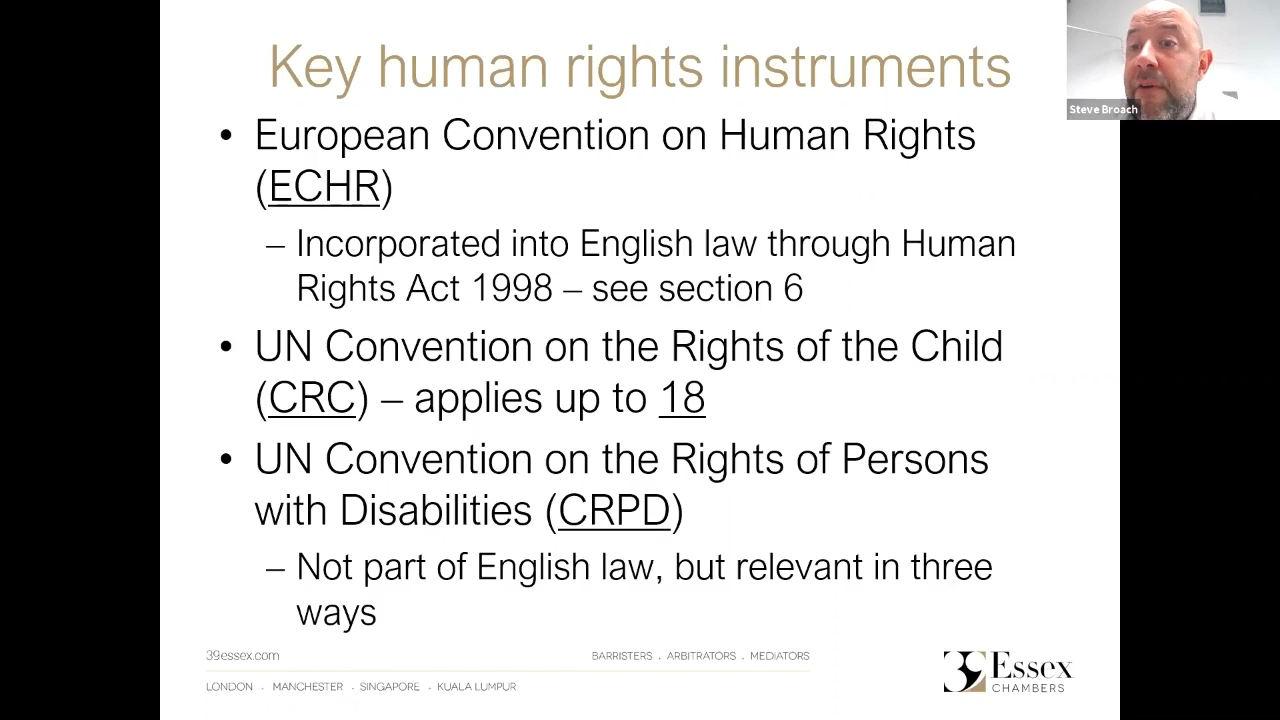 Key human rights instruments
Steve Broach
• European Convention on Human Rights
(ECHR)
– Incorporated into English law through Human
Rights Act 1998 – see section 6
• UN Convention on the Rights of the Child
(CRC) – applies up to 18
• UN Convention on the Rights of Persons
with Disabilities (CRPD)
– Not part of English law, but relevant in three
ways
39essex.com
BARRISTERS . ARBITRATORS . MEDIATORS
LONDON . MANCHESTER . SINGAPORE . KUALA LUMPUR
39 Essex
CHAMBERS